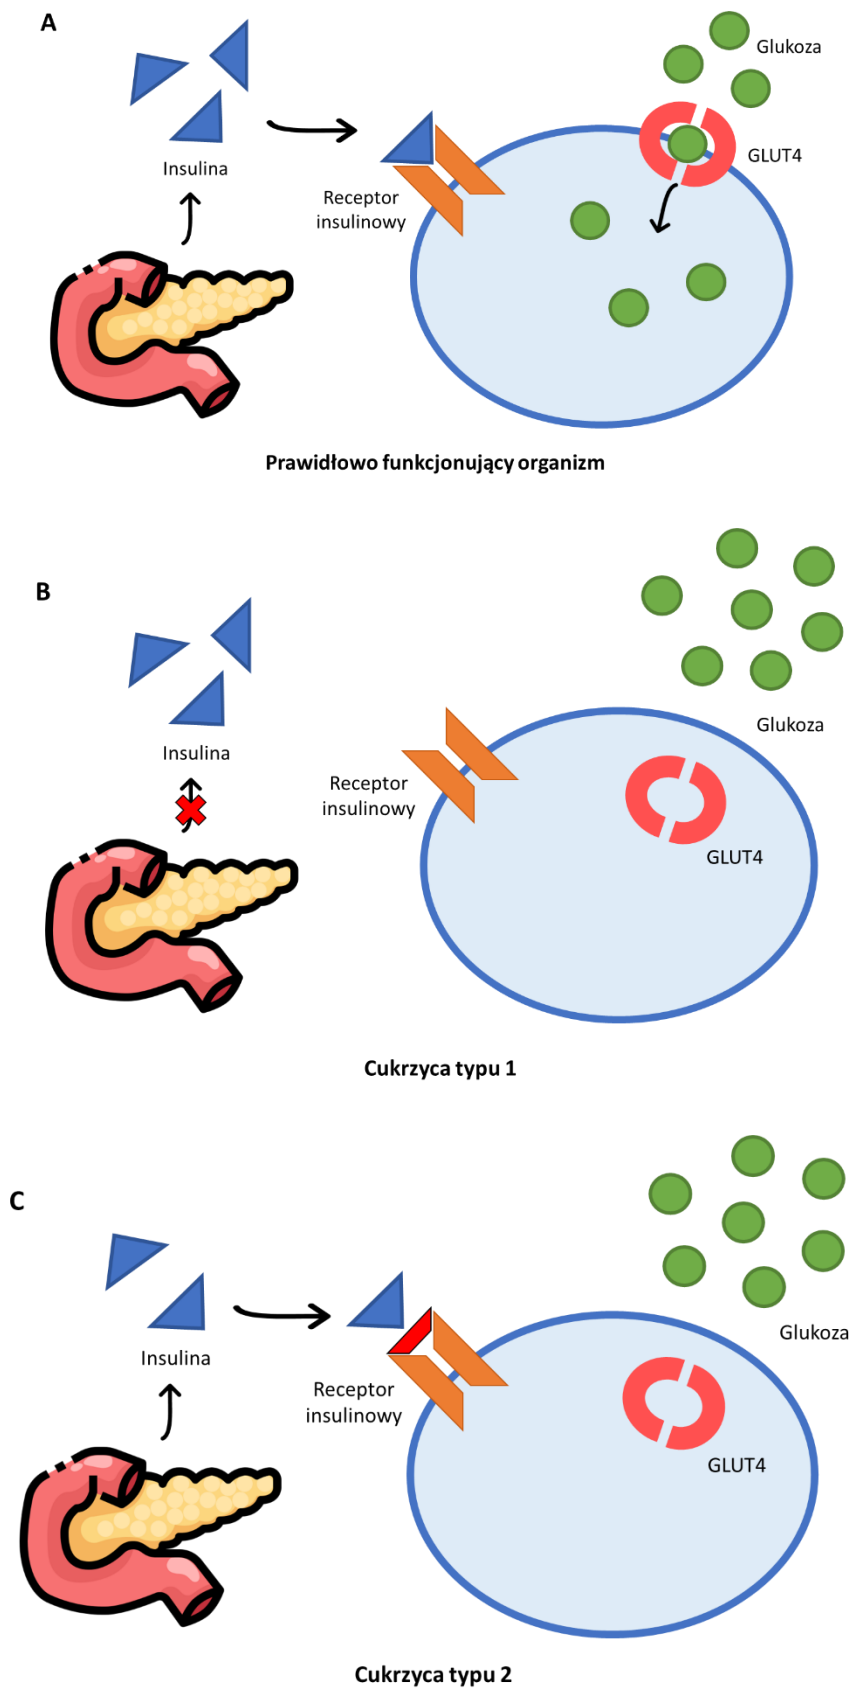 A
Glukoza
GLUT4
Insulina
Receptor
insulinowy
Prawidłowo funkcjonujący organizm
B
Glukoza
Insulina
Receptor
insulinowy
GLUT4
Cukrzyca typu 1
C
Glukoza
Insulina
Receptor
insulinowy
GLUT4
Cukrzyca typu 2